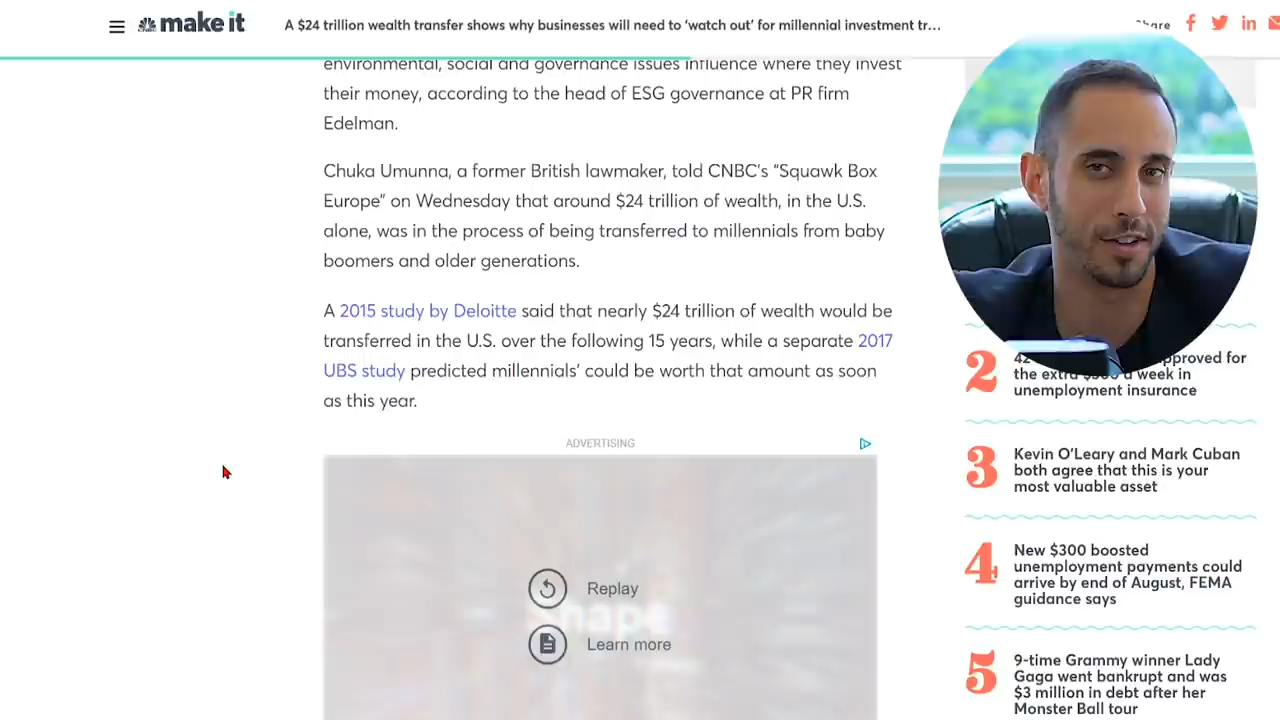 make it
A $24 trillion wealth transfer shows why businesses will need to ‘watch out’ for millennial investment tr…
Share
environmental, social and governance issues influence where they invest
their money, according to the head of ESG governance at PR firm
Edelman.
Chuka Umunna, a former British lawmaker, told CNBC’s “Squawk Box
Europe” on Wednesday that around $24 trillion of wealth, in the U.S.
alone, was in the process of being transferred to millennials from baby
boomers and older generations.
A 2015 study by Deloitte said that nearly $24 trillion of wealth would be
transferred in the U.S. over the following 15 years, while a separate 2017
UBS study predicted millennials’ could be worth that amount as soon
as this year.
ADVERTISING
Replay
Learn more
2
approved for
the extra a week in
unemployment insurance
3
Kevin O’Leary and Mark Cuban
both agree that this is your
most valuable asset
4
New $300 boosted
unemployment payments could
arrive by end of August, FEMA
guidance says
5
9-time Grammy winner Lady
Gaga went bankrupt and was
$3 million in debt after her
Monster Ball tour